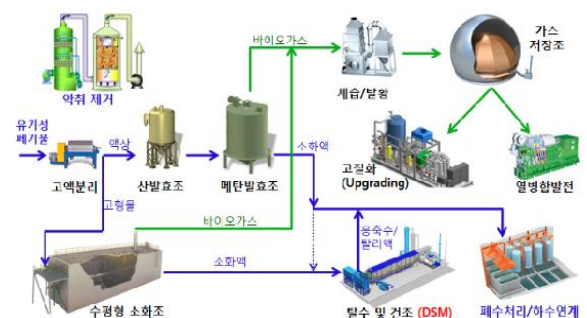 바이오가스
가스
저장조
악취 제거
제습/탈황
유기성
폐기물
액상
소화액
고액분리
산발효조
메탄발효조
고질화
(Upgrading)
열병합발전
고형물
바이오가스
응축수/
탈리액
소화액
수평형 소화조
탈수 및 건조 (DSM)
폐수처리/하수연계